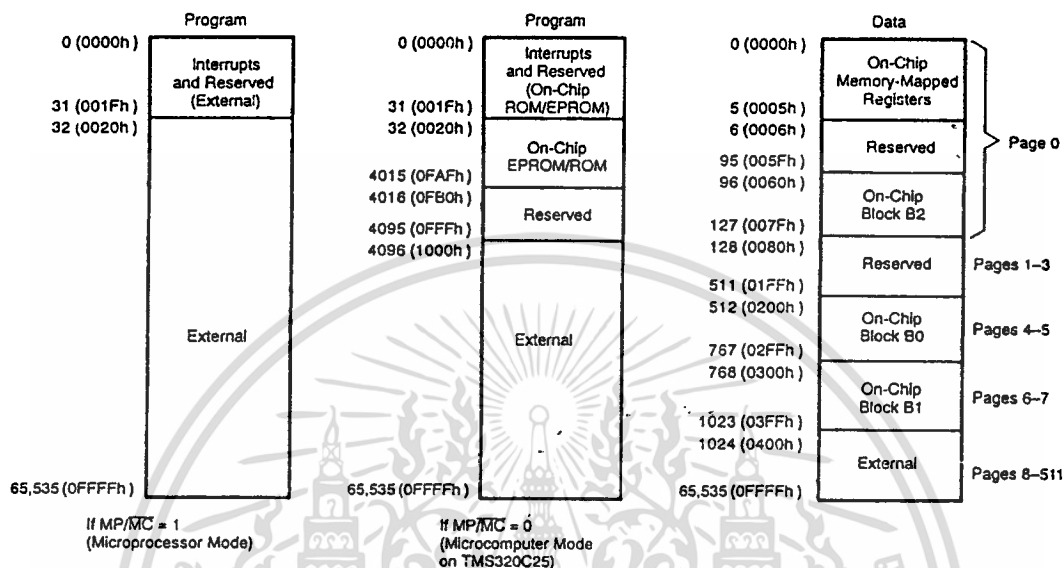 Program
0 (0000h)
Interrupts
and Reserved
(External)
31 (001Fh)
32 (0020h)
External
65,535 (0FFFFh)
If MP/M̅C̅ = 1
(Microprocessor Mode)
Program
0 (0000h)
Interrupts
and Reserved
(On-Chip
ROM/EPROM)
31 (001Fh)
32 (0020h)
On-Chip
EPROM/ROM
4015 (0FAFh)
4016 (0FB0h)
Reserved
4095 (0FFFh)
4096 (1000h)
External
65,535 (0FFFFh)
If MP/M̅C̅ = 0
(Microcomputer Mode
on TMS320C25)
Data
0 (0000h)
On-Chip
Memory-Mapped
Registers
5 (0005h)
6 (0006h)
Reserved
Page 0
95 (005Fh)
96 (0060h)
On-Chip
Block B2
127 (007Fh)
128 (0080h)
Reserved
Pages 1–3
511 (01FFh)
512 (0200h)
On-Chip
Block B0
Pages 4–5
767 (02FFh)
768 (0300h)
On-Chip
Block B1
Pages 6–7
1023 (03FFh)
1024 (0400h)
External
Pages 8–511
65,535 (0FFFFh)